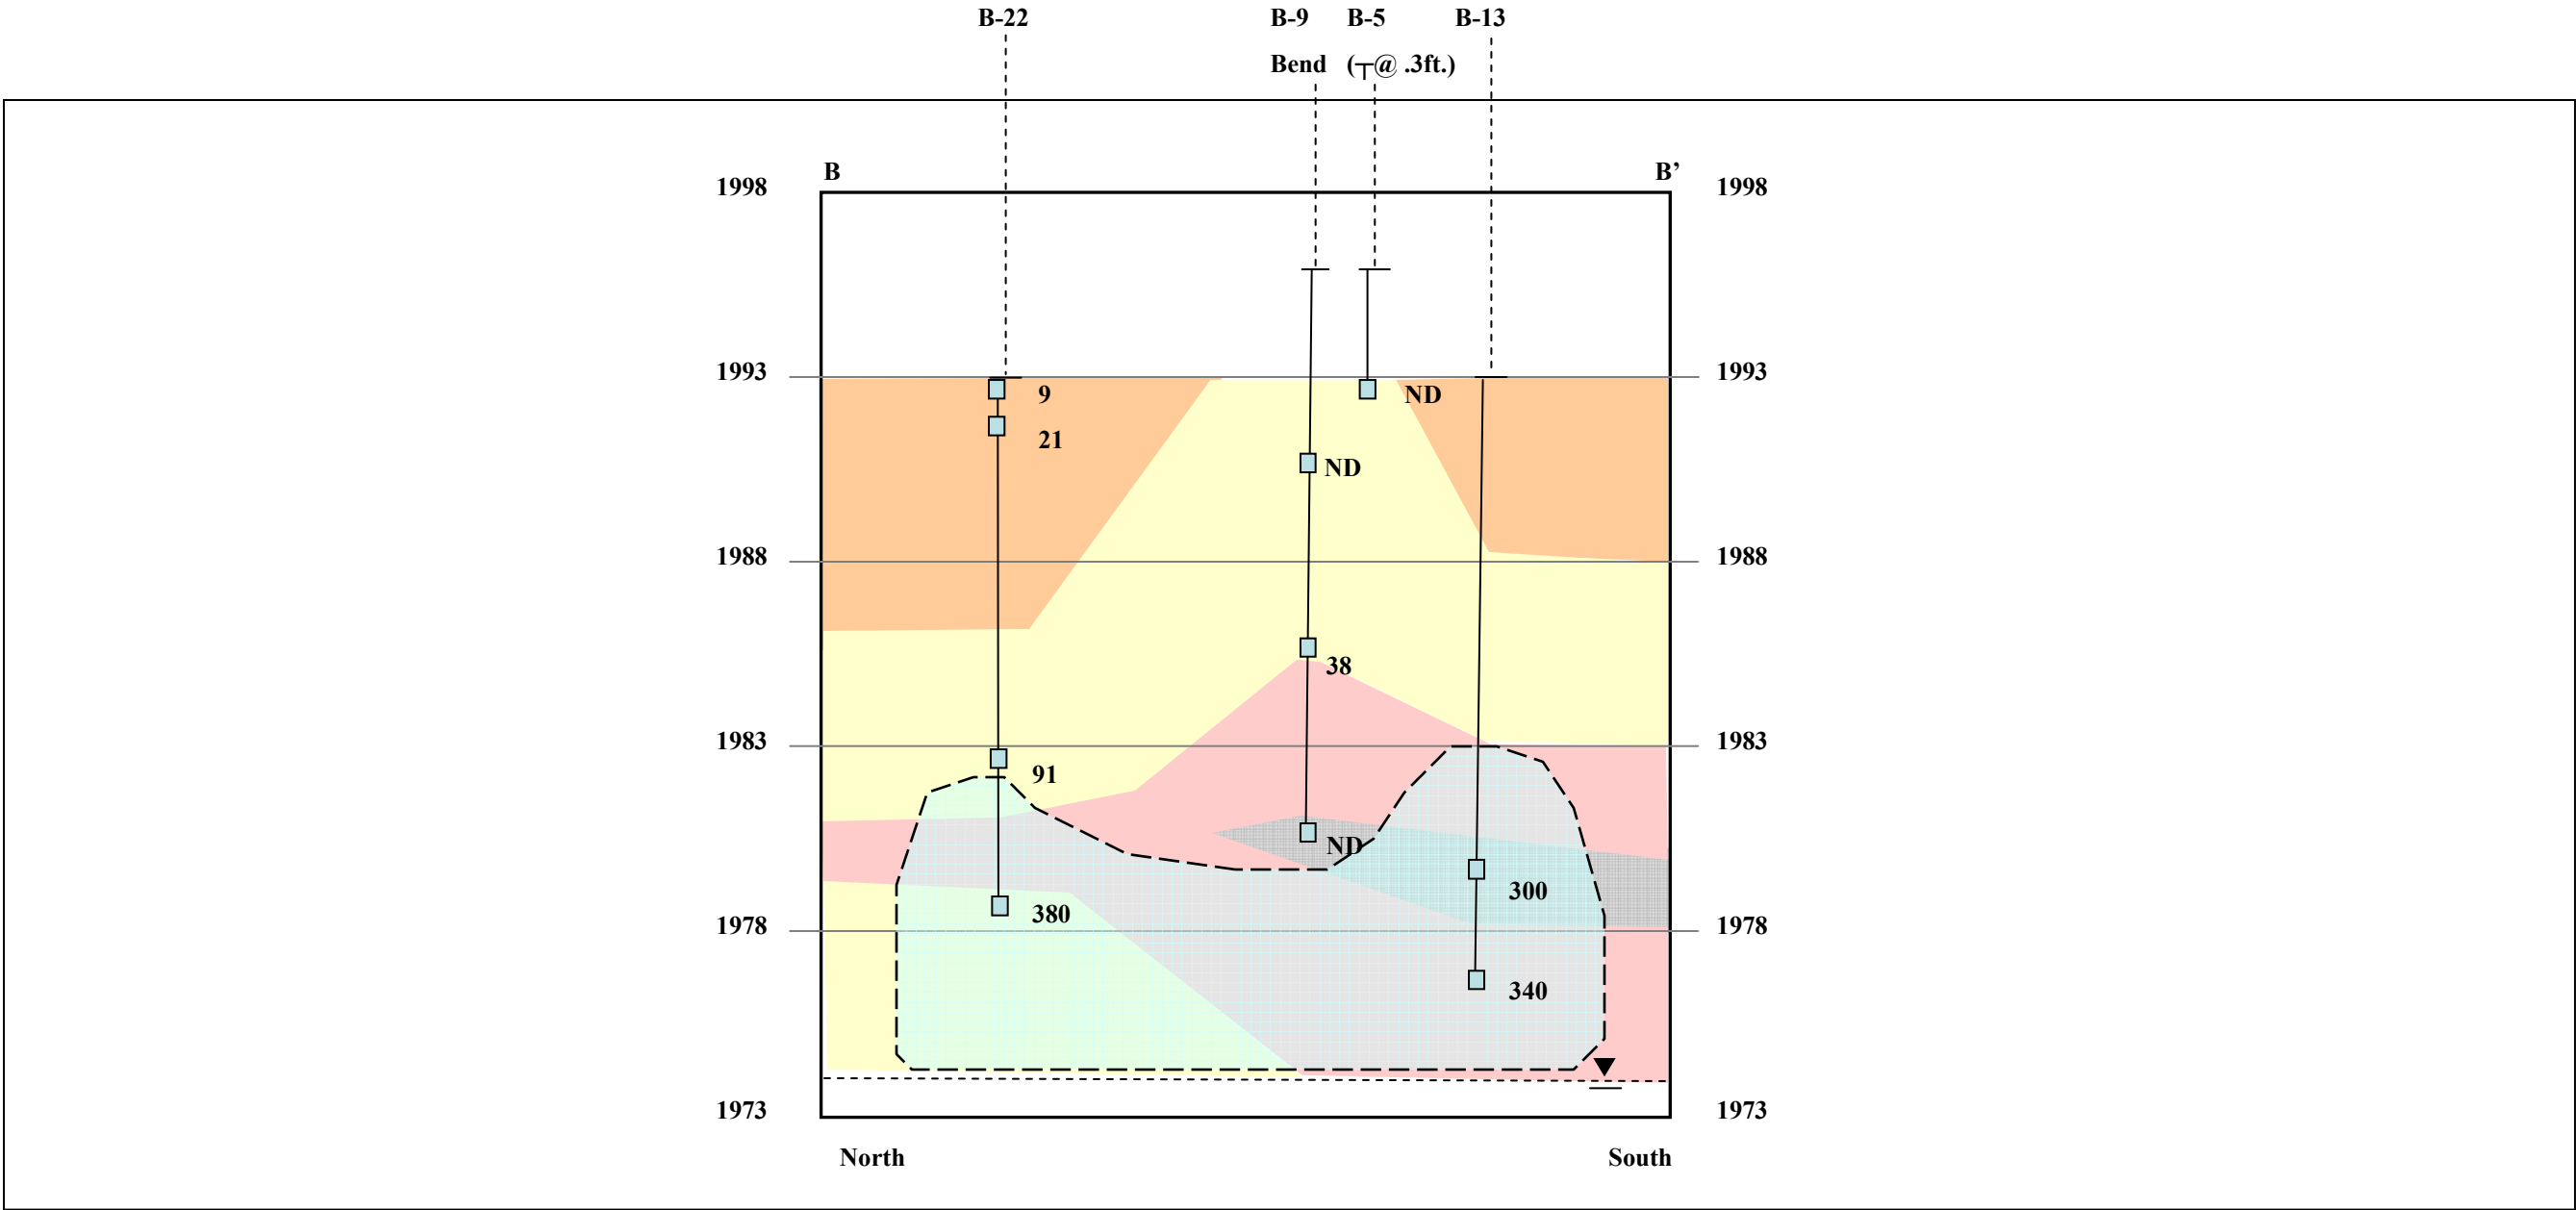 B-22 B-9 B-5 B-13
Bend (┬@ .3ft.)
B B’
1998 1998
1993 1993
9 ND
21
ND
1988 1988
38
1983 1983
91
ND
300
380
1978 1978
340
1973 1973
North South